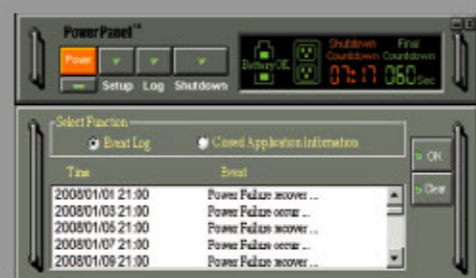 PowerPanel™
Power
Setup Log Shutdown
Battery OK
Shutdown Countdown
07:17
Final Countdown
060 Sec
Select Function
Event Log
Closed Application Information
Time Event
2008/01/01 21:00 Power Failure recover ...
2008/01/03 21:00 Power Failure occur ...
2008/01/05 21:00 Power Failure recover ...
2008/01/07 21:00 Power Failure occur ...
2008/01/09 21:00 Power Failure recover ...
OK
Clear